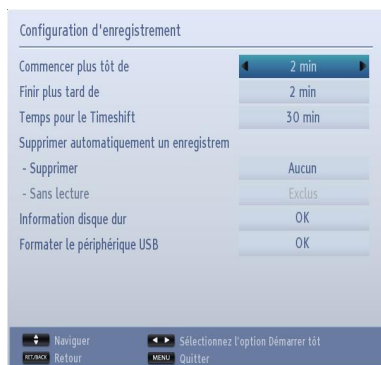 Configuration d'enregistrement
Commencer plus tôt de 2 min
Finir plus tard de 2 min
Temps pour le Timeshift 30 min
Supprimer automatiquement un enregistrem
- Supprimer Aucun
- Sans lecture Exclus
Information disque dur OK
Formater le périphérique USB OK
Naviguer Sélectionnez l'option Démarrer tôt
RET./BACK Retour MENU Quitter